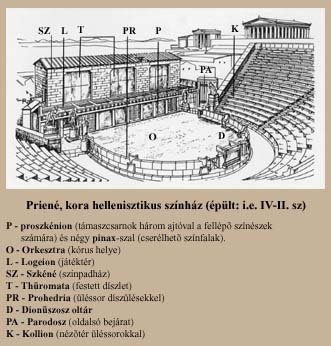 SZ L T PR P K
PA
O D
Priené, kora hellenisztikus színház (épült: i.e. IV-II. sz)
P - proszkénion (támaszcsarnok három ajtóval a fellépő színészek
számára) és négy pinax-szal (cserélhető színfalak).
O - Orkesztra (kórus helye)
L - Logeion (játéktér)
SZ - Szkéné (színpadház)
T - Thüromata (festett díszlet)
PR - Prohedria (üléssor díszülésekkel)
D - Dionüszosz oltár
PA - Parodosz (oldalsó bejárat)
K - Kollion (nézőtér üléssorokkal)